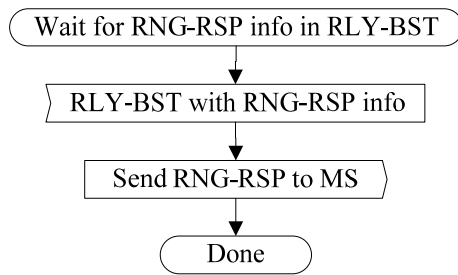 Wait for RNG-RSP info in RLY-BST
RLY-BST with RNG-RSP info
Send RNG-RSP to MS
Done